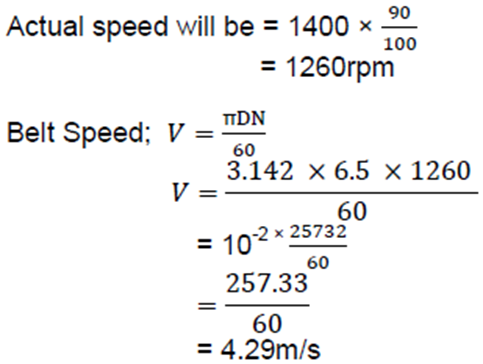 Actual speed will be = 1400 × 90/100
= 1260rpm
Belt Speed; V = πDN/60
V = 3.142 × 6.5 × 1260/60
= 10⁻² × 25732/60
= 257.33/60
= 4.29m/s